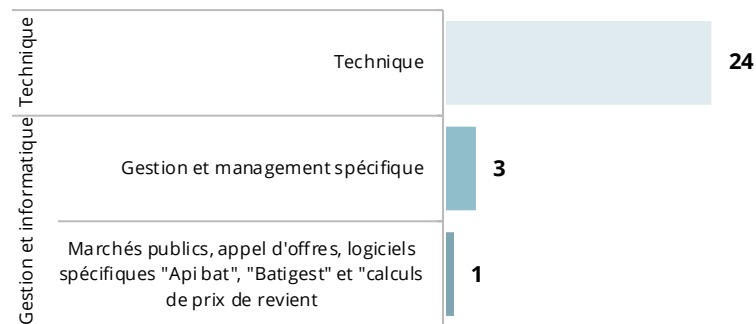 Technique
Technique
24
Gestion et informatique
Gestion et management spécifique
3
Marchés publics, appel d'offres, logiciels
spécifiques "Api bat", "Batigest" et "calculs
de prix de revient
1